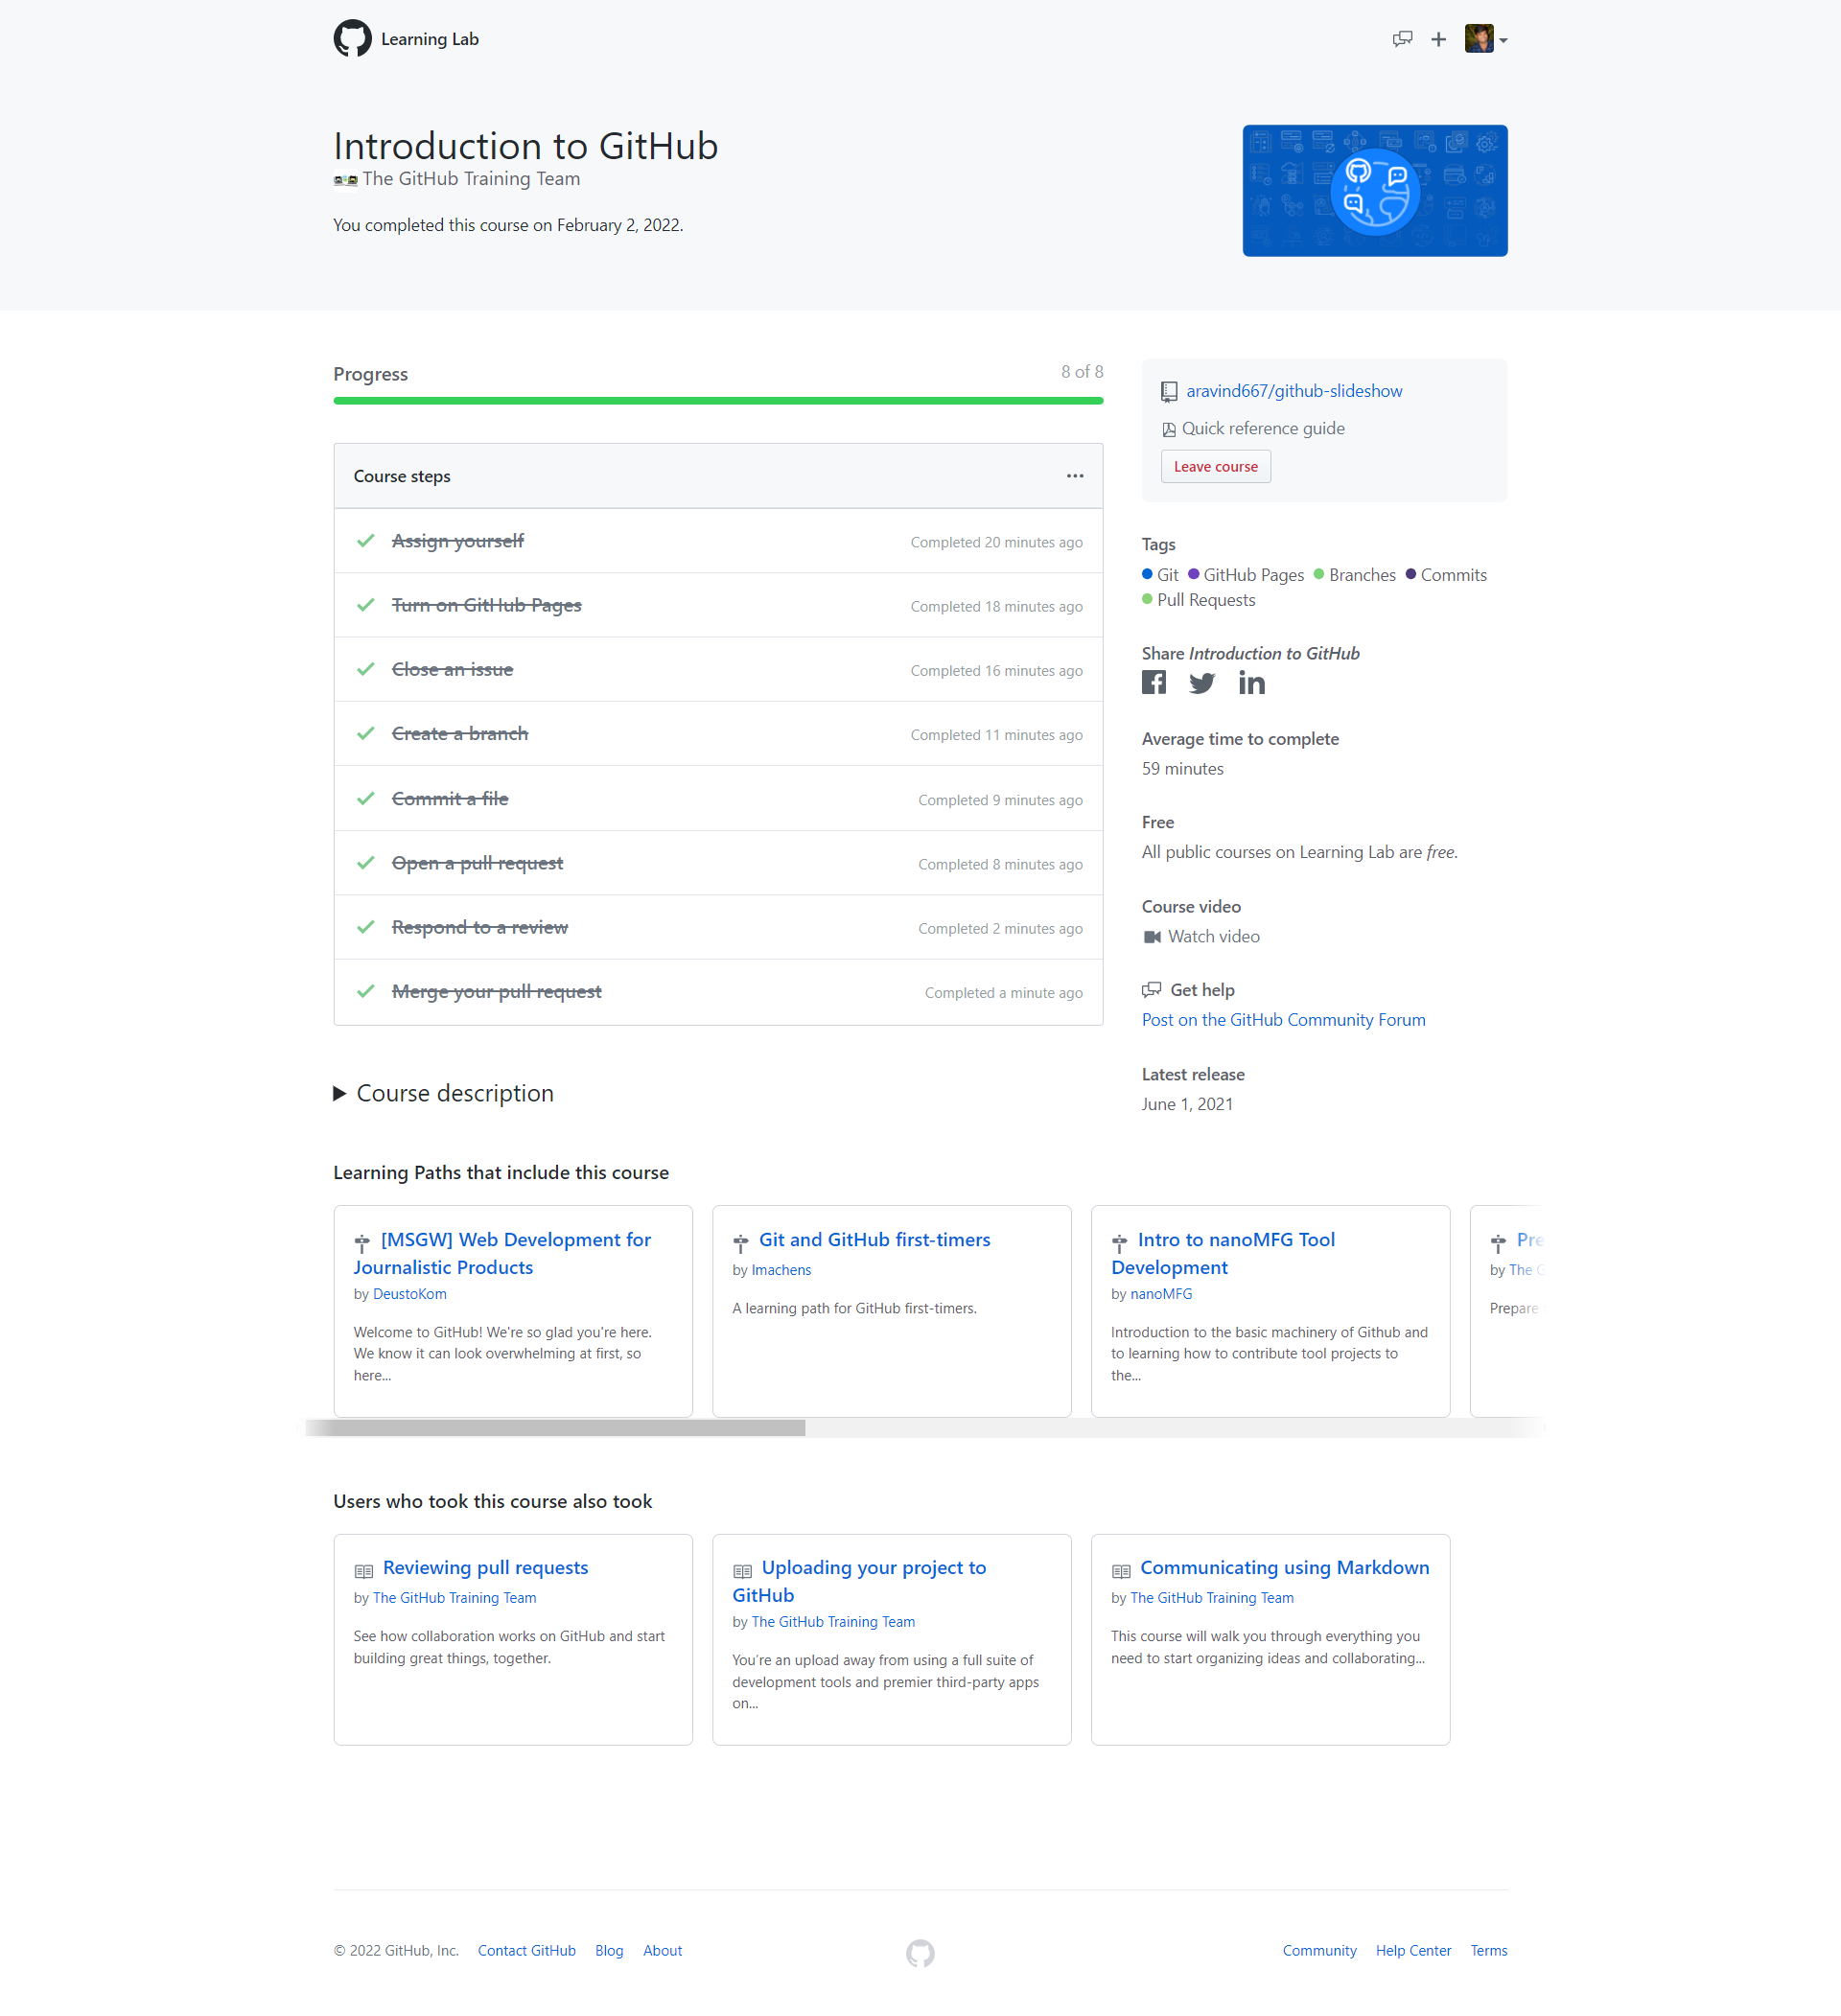 Learning Lab
Introduction to GitHub
The GitHub Training Team
You completed this course on February 2, 2022.
Progress
8 of 8
Course steps
Assign yourself
Completed 20 minutes ago
Turn on GitHub Pages
Completed 18 minutes ago
Close an issue
Completed 16 minutes ago
Create a branch
Completed 11 minutes ago
Commit a file
Completed 9 minutes ago
Open a pull request
Completed 8 minutes ago
Respond to a review
Completed 2 minutes ago
Merge your pull request
Completed a minute ago
aravind667/github-slideshow
Quick reference guide
Leave course
Tags
Git GitHub Pages Branches Commits
Pull Requests
Share Introduction to GitHub
Average time to complete
59 minutes
Free
All public courses on Learning Lab are free.
Course video
Watch video
Get help
Post on the GitHub Community Forum
Latest release
June 1, 2021
Course description
Learning Paths that include this course
[MSGW] Web Development for
Journalistic Products
by DeustoKom
Welcome to GitHub! We're so glad you're here.
We know it can look overwhelming at first, so
here...
Git and GitHub first-timers
by lmachens
A learning path for GitHub first-timers.
Intro to nanoMFG Tool
Development
by nanoMFG
Introduction to the basic machinery of Github and
to learning how to contribute tool projects to
the...
Pre
by The G
Prepare
Users who took this course also took
Reviewing pull requests
by The GitHub Training Team
See how collaboration works on GitHub and start
building great things, together.
Uploading your project to
GitHub
by The GitHub Training Team
You're an upload away from using a full suite of
development tools and premier third-party apps
on...
Communicating using Markdown
by The GitHub Training Team
This course will walk you through everything you
need to start organizing ideas and collaborating...
© 2022 GitHub, Inc. Contact GitHub Blog About
Community Help Center Terms